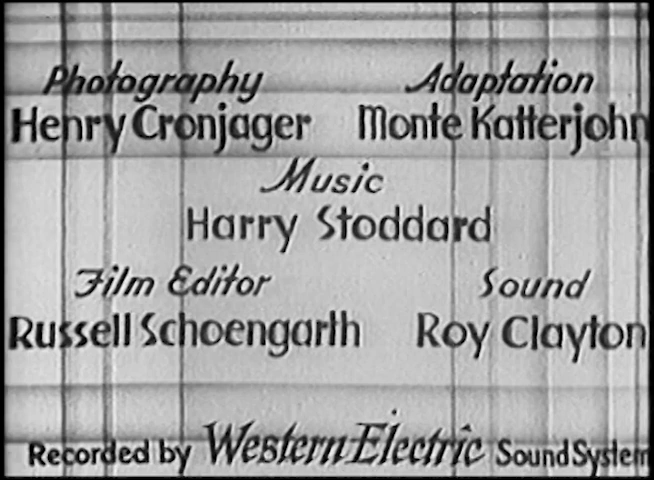 Photography Adaptation
Henry Cronjager Monte Katterjohn
Music
Harry Stoddard
Film Editor Sound
Russell Schoengarth Roy Clayton
Recorded by Western Electric Sound System